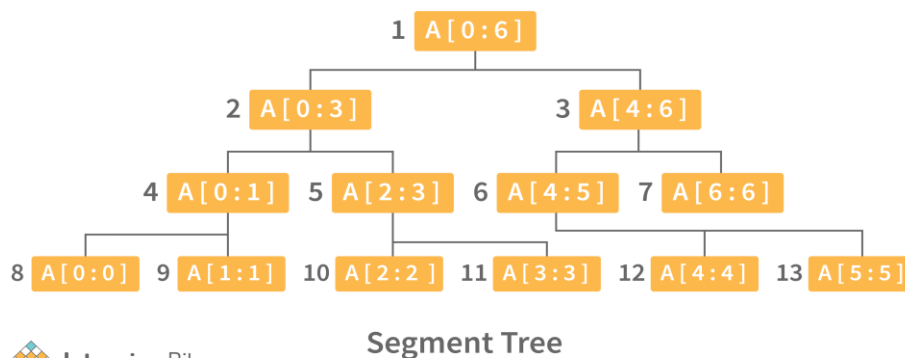 1 A[0:6]
2 A[0:3] 3 A[4:6]
4 A[0:1] 5 A[2:3] 6 A[4:5] 7 A[6:6]
8 A[0:0] 9 A[1:1] 10 A[2:2] 11 A[3:3] 12 A[4:4] 13 A[5:5]
Segment Tree